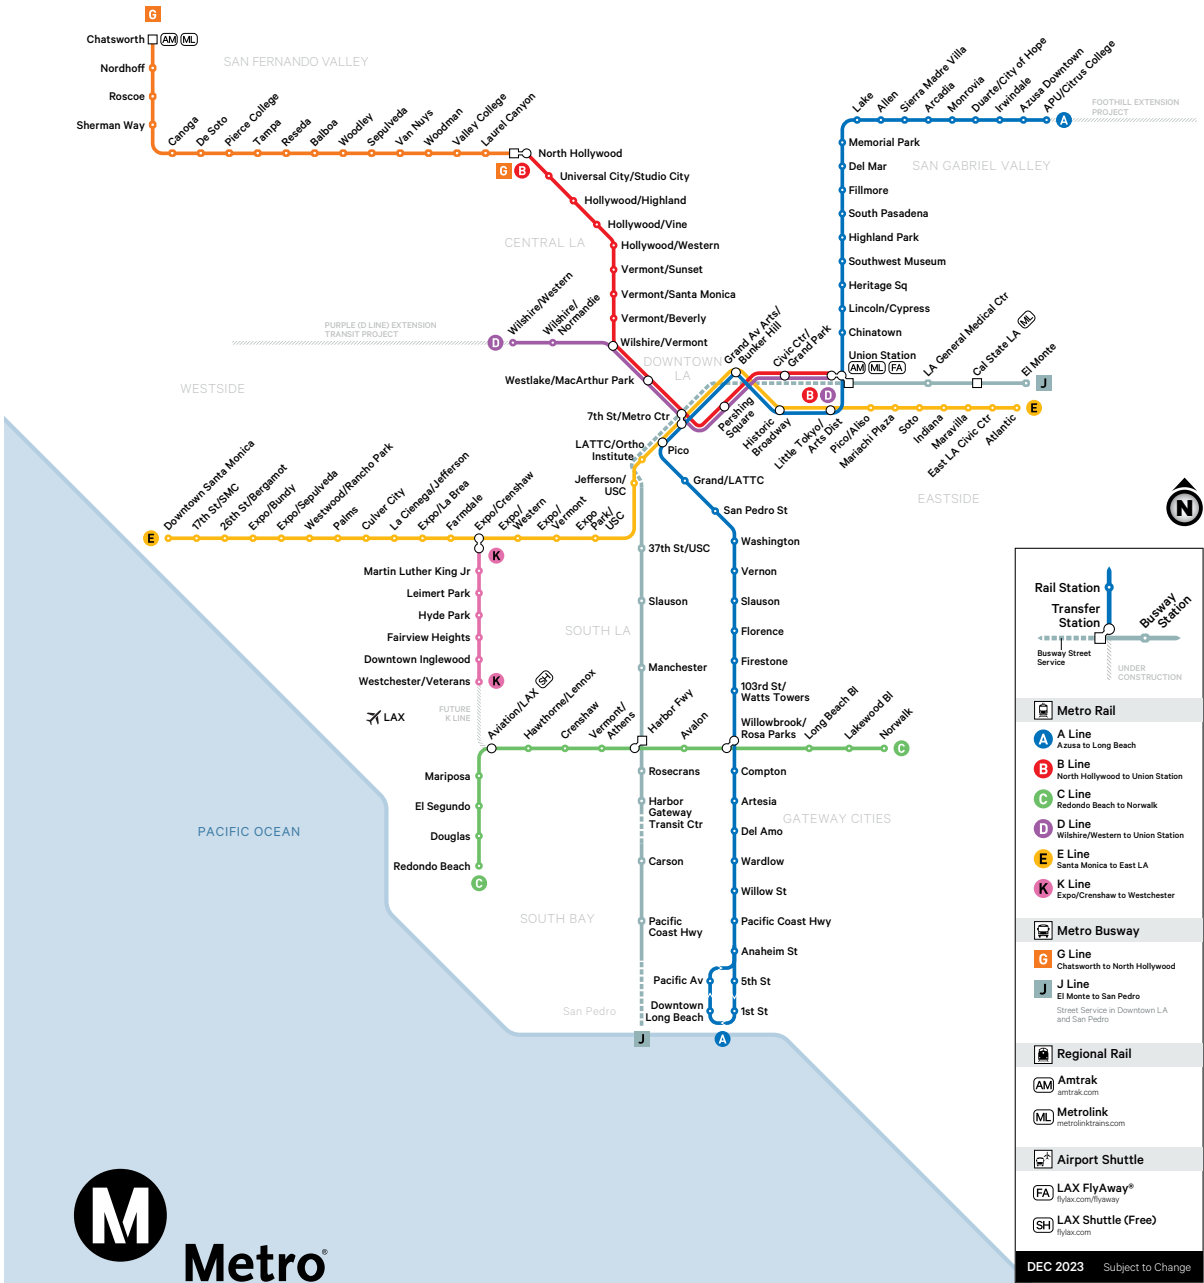 G
Chatsworth
AM
ML
Nordhoff
Roscoe
Sherman Way
SAN FERNANDO VALLEY
Canoga
De Soto
Pierce College
Tampa
Reseda
Balboa
Woodley
Sepulveda
Van Nuys
Woodman
Valley College
Laurel Canyon
North Hollywood
G
B
Universal City/Studio City
Hollywood/Highland
Hollywood/Vine
CENTRAL LA
Hollywood/Western
Vermont/Sunset
Vermont/Santa Monica
Vermont/Beverly
Wilshire/Vermont
PURPLE (D LINE) EXTENSION
TRANSIT PROJECT
D
Wilshire/Western
Wilshire/
Normandie
WESTSIDE
DOWNTOWN
LA
Westlake/MacArthur Park
7th St/Metro Ctr
LATTC/Ortho
Institute
Jefferson/
USC
Pico
Grand Av Arts/
Bunker Hill
Civic Ctr/
Grand Park
Pershing
Square
Historic
Broadway
Little Tokyo/
Arts Dist
B
D
Lake
Allen
Sierra Madre Villa
Arcadia
Monrovia
Duarte/City of Hope
Irwindale
Azusa Downtown
APU/Citrus College
A
FOOTHILL EXTENSION
PROJECT
Memorial Park
Del Mar
SAN GABRIEL VALLEY
Fillmore
South Pasadena
Highland Park
Southwest Museum
Heritage Sq
Lincoln/Cypress
Chinatown
Union Station
AM
ML
FA
LA General Medical Ctr
Cal State LA
ML
El Monte
J
Pico/Aliso
Mariachi Plaza
Soto
Indiana
Maravilla
East LA Civic Ctr
Atlantic
E
EASTSIDE
E
Downtown Santa Monica
17th St/SMC
26th St/Bergamot
Expo/Bundy
Expo/Sepulveda
Westwood/Rancho Park
Palms
Culver City
La Cienega/Jefferson
Expo/La Brea
Farmdale
Expo/Crenshaw
Expo/
Western
Expo/
Vermont
Expo
Park/
USC
K
Martin Luther King Jr
Leimert Park
Hyde Park
Fairview Heights
Downtown Inglewood
Westchester/Veterans
K
FUTURE
K LINE
LAX
Grand/LATTC
San Pedro St
Washington
Vernon
Slauson
Florence
Firestone
103rd St/
Watts Towers
Willowbrook/
Rosa Parks
37th St/USC
Slauson
Manchester
SOUTH LA
Aviation/LAX
SH
Hawthorne/Lennox
Crenshaw
Vermont/
Athens
Harbor Fwy
Avalon
Long Beach Bl
Lakewood Bl
Norwalk
C
Mariposa
El Segundo
Douglas
Redondo Beach
C
Rosecrans
Harbor
Gateway
Transit Ctr
Carson
Pacific
Coast Hwy
SOUTH BAY
San Pedro
J
Compton
Artesia
Del Amo
Wardlow
Willow St
Pacific Coast Hwy
Anaheim St
5th St
1st St
Pacific Av
Downtown
Long Beach
A
GATEWAY CITIES
PACIFIC OCEAN
N
Rail Station
Transfer
Station
Busway
Station
Busway Street
Service
UNDER
CONSTRUCTION
Metro Rail
A
A Line
Azusa to Long Beach
B
B Line
North Hollywood to Union Station
C
C Line
Redondo Beach to Norwalk
D
D Line
Wilshire/Western to Union Station
E
E Line
Santa Monica to East LA
K
K Line
Expo/Crenshaw to Westchester
Metro Busway
G
G Line
Chatsworth to North Hollywood
J
J Line
El Monte to San Pedro
Street Service in Downtown LA
and San Pedro
Regional Rail
AM
Amtrak
amtrak.com
ML
Metrolink
metrolinktrains.com
Airport Shuttle
FA
LAX FlyAway®
flylax.com/flyaway
SH
LAX Shuttle (Free)
flylax.com
DEC 2023 Subject to Change
M
Metro®